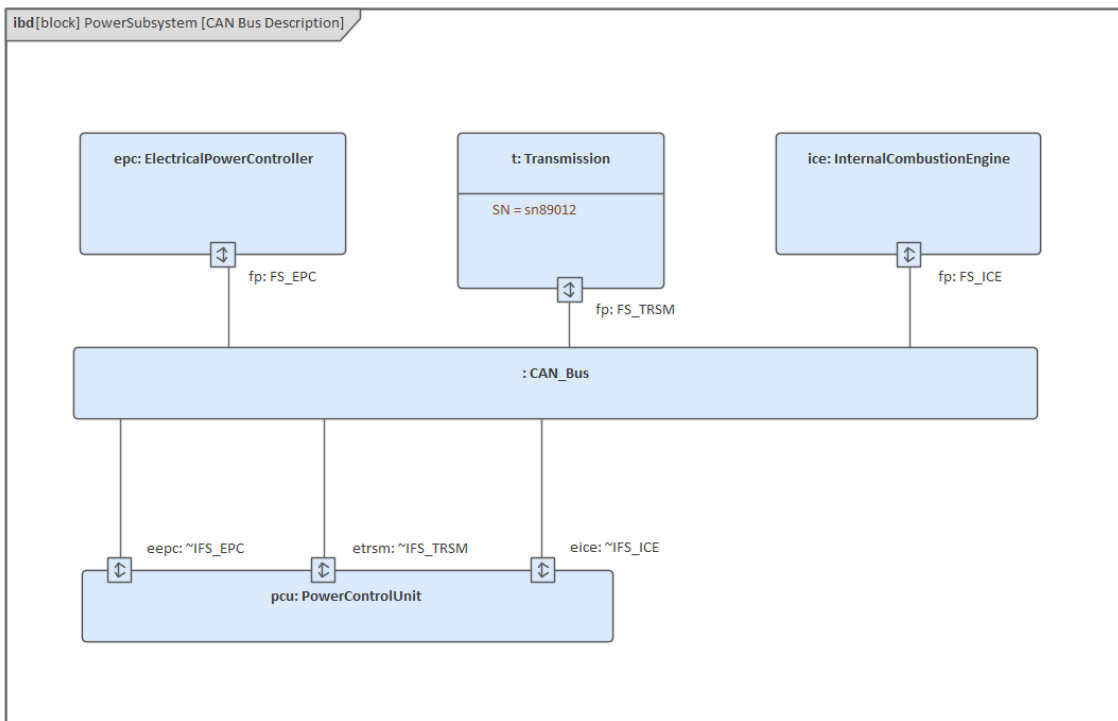 ibd [block] PowerSubsystem [CAN Bus Description]
epc: ElectricalPowerController
t: Transmission
ice: InternalCombustionEngine
SN = sn89012
fp: FS_EPC
fp: FS_ICE
fp: FS_TRSM
: CAN_Bus
eepc: ~IFS_EPC
etrsm: ~IFS_TRSM
eice: ~IFS_ICE
pcu: PowerControlUnit